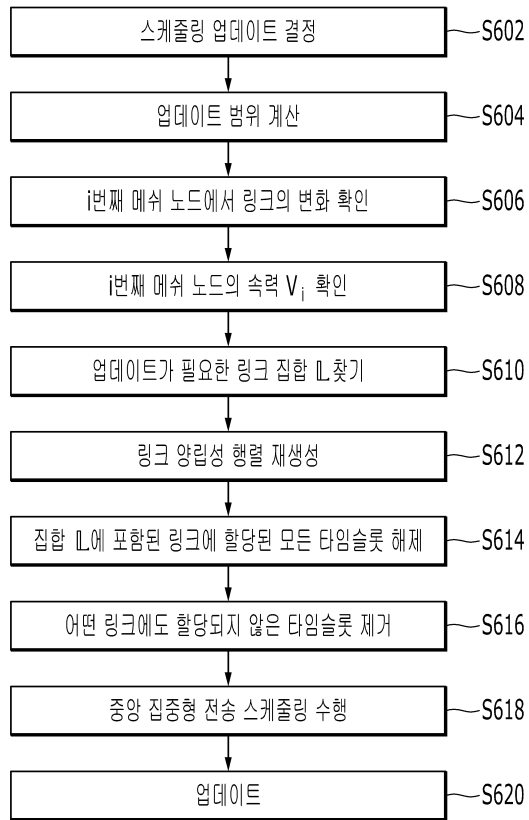 스케줄링 업데이트 결정 S602
업데이트 범위 계산 S604
i번째 메쉬 노드에서 링크의 변화 확인 S606
i번째 메쉬 노드의 속력 Vi 확인 S608
업데이트가 필요한 링크 집합 𝕃찾기 S610
링크 양립성 행렬 재생성 S612
집합 𝕃에 포함된 링크에 할당된 모든 타임슬롯 해제 S614
어떤 링크에도 할당되지 않은 타임슬롯 제거 S616
중앙 집중형 전송 스케줄링 수행 S618
업데이트 S620